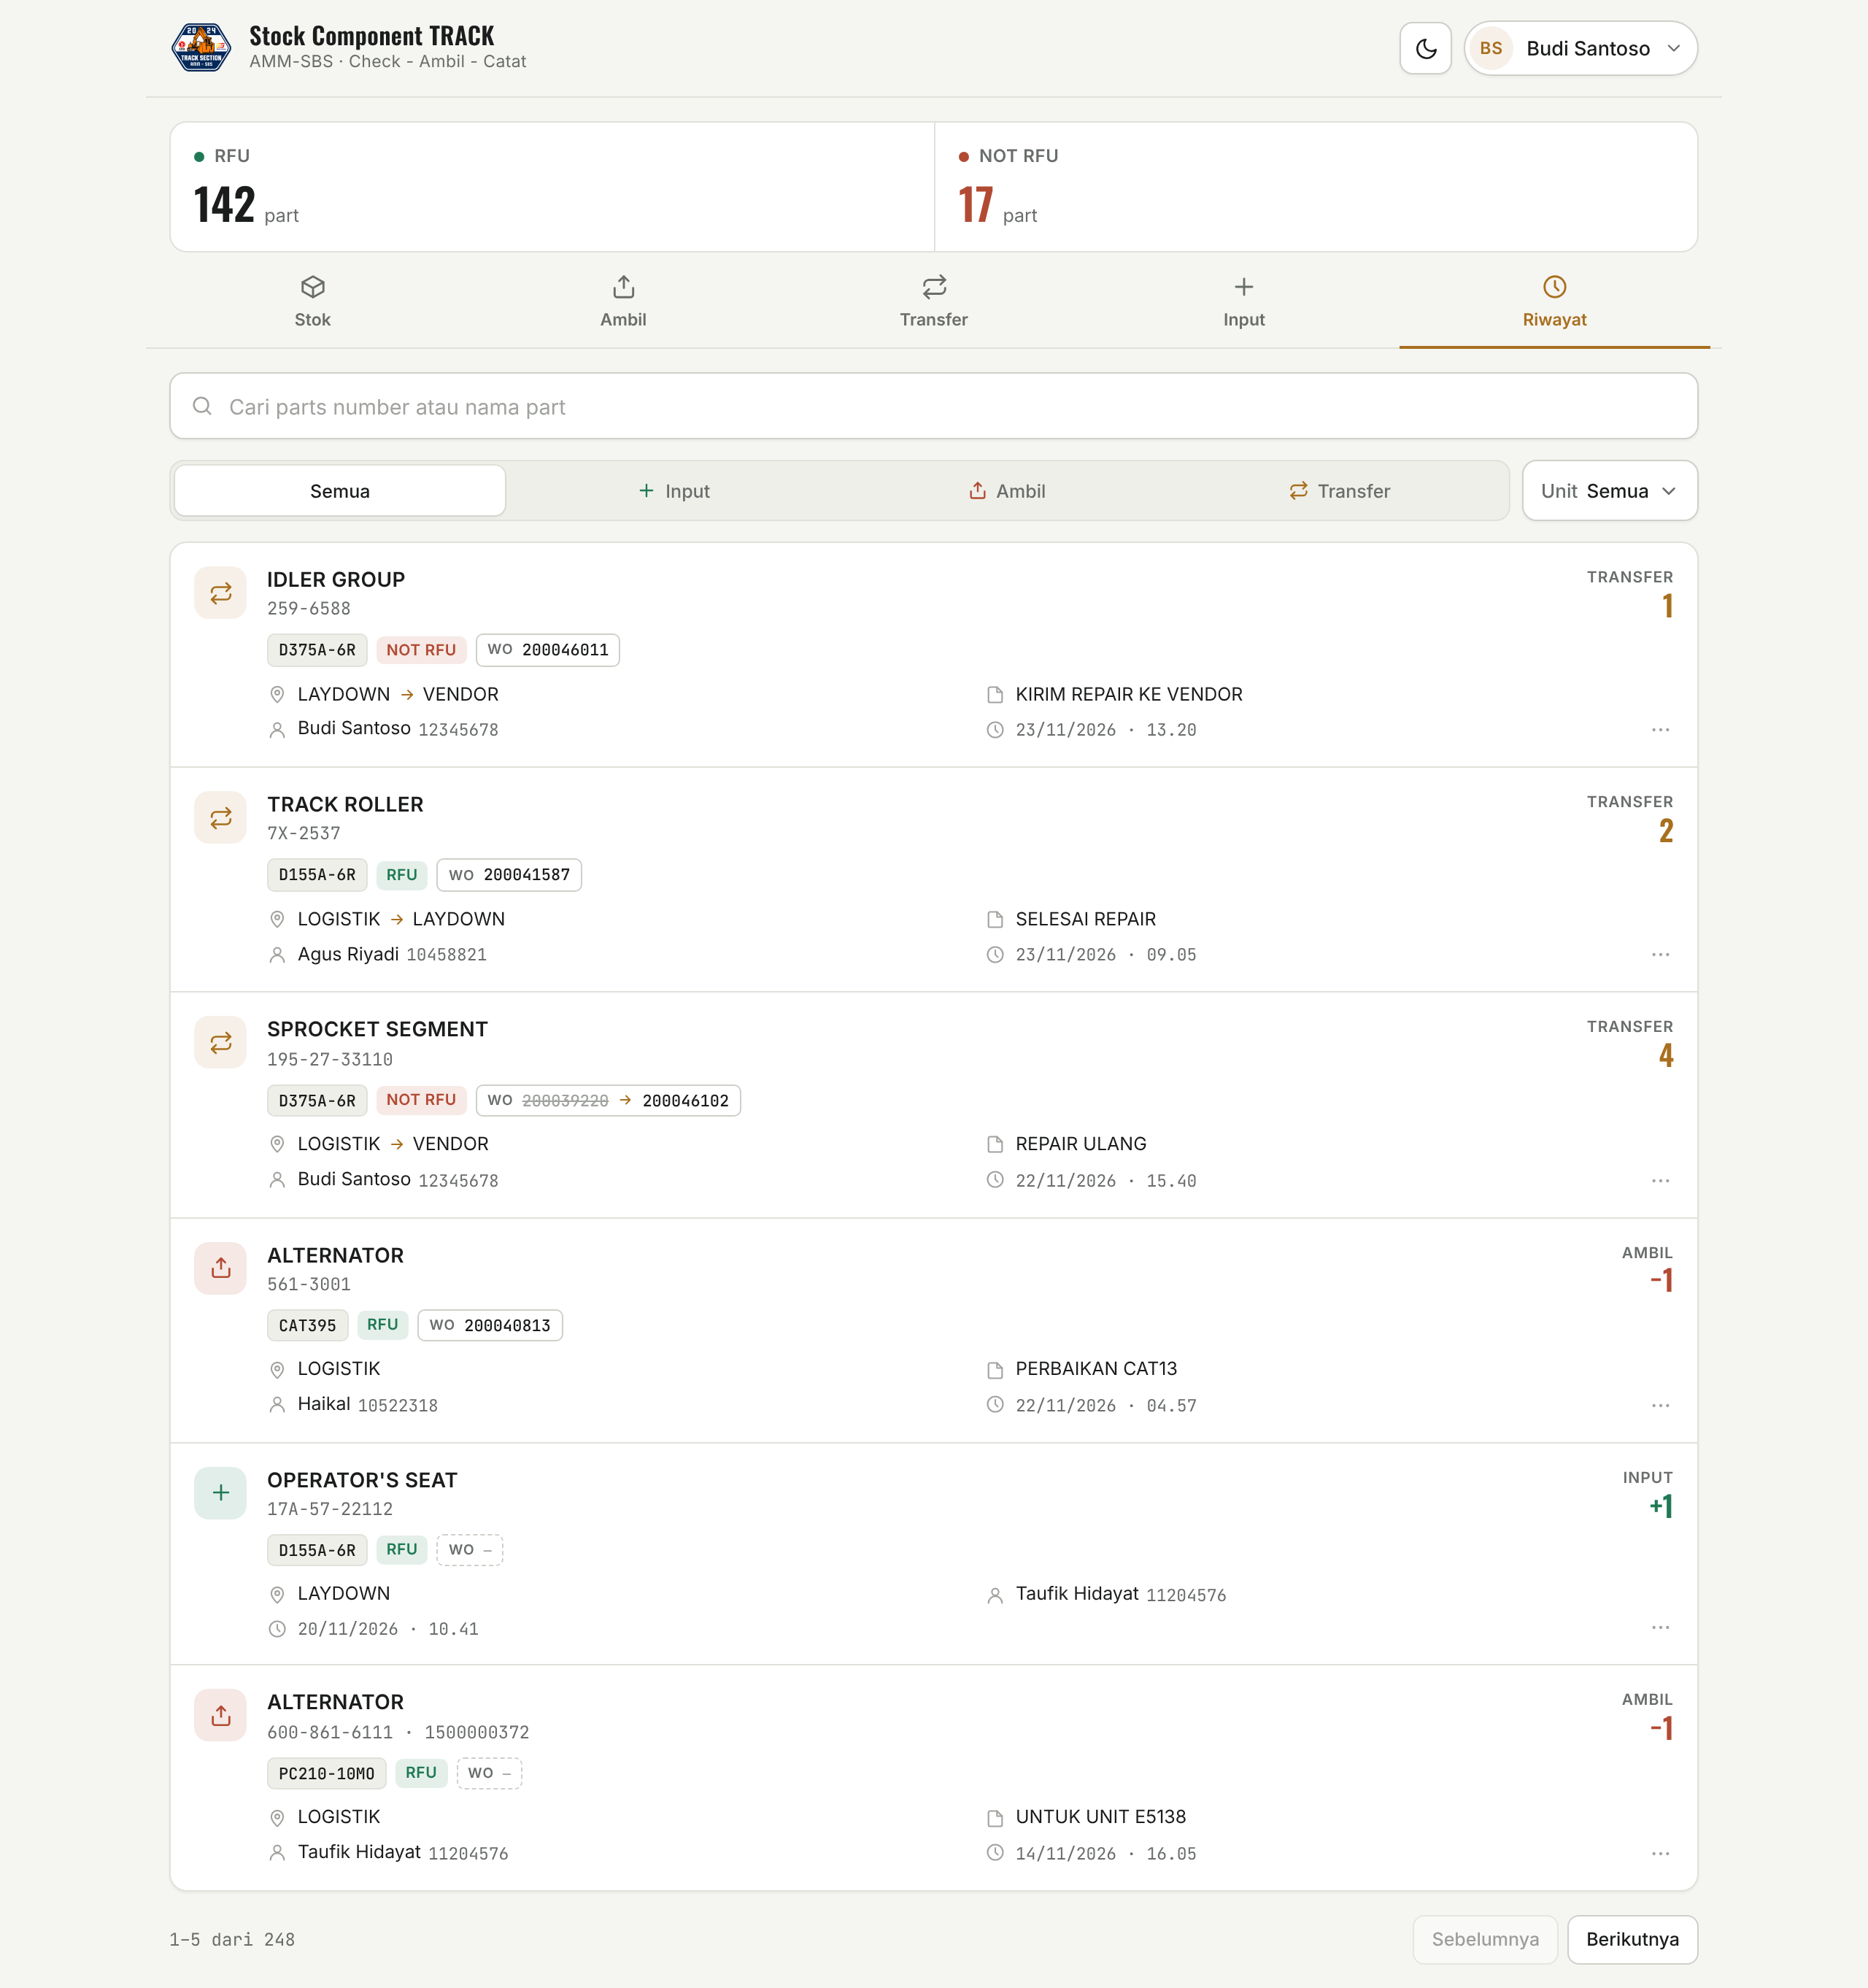 20 24
TRACK SECTION
AMM - SBS
Stock Component TRACK
AMM-SBS · Check - Ambil - Catat
BS
Budi Santoso
RFU
142 part
NOT RFU
17 part
Stok
Ambil
Transfer
Input
Riwayat
Cari parts number atau nama part
Semua
Input
Ambil
Transfer
Unit Semua
IDLER GROUP
TRANSFER
259-6588
1
D375A-6R
NOT RFU
WO 200046011
LAYDOWN → VENDOR
KIRIM REPAIR KE VENDOR
Budi Santoso 12345678
23/11/2026 · 13.20
...
TRACK ROLLER
TRANSFER
7X-2537
2
D155A-6R
RFU
WO 200041587
LOGISTIK → LAYDOWN
SELESAI REPAIR
Agus Riyadi 10458821
23/11/2026 · 09.05
...
SPROCKET SEGMENT
TRANSFER
195-27-33110
4
D375A-6R
NOT RFU
WO 200039220 → 200046102
LOGISTIK → VENDOR
REPAIR ULANG
Budi Santoso 12345678
22/11/2026 · 15.40
...
ALTERNATOR
AMBIL
561-3001
-1
CAT395
RFU
WO 200040813
LOGISTIK
PERBAIKAN CAT13
Haikal 10522318
22/11/2026 · 04.57
...
OPERATOR'S SEAT
INPUT
17A-57-22112
+1
D155A-6R
RFU
WO –
LAYDOWN
Taufik Hidayat 11204576
20/11/2026 · 10.41
...
ALTERNATOR
AMBIL
600-861-6111 · 1500000372
-1
PC210-10MO
RFU
WO –
LOGISTIK
UNTUK UNIT E5138
Taufik Hidayat 11204576
14/11/2026 · 16.05
...
1–5 dari 248
Sebelumnya
Berikutnya